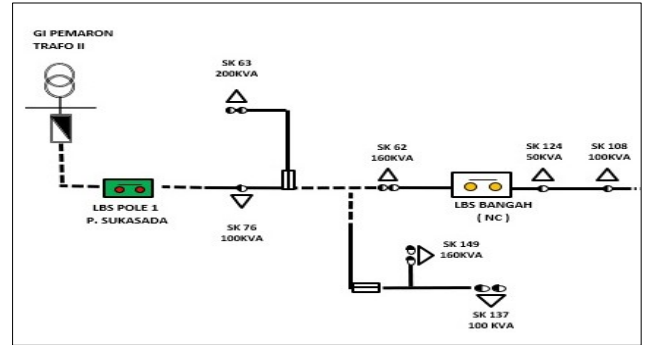 GI PEMARON
TRAFO II
SK 63
200KVA
SK 62
160KVA
SK 124
50KVA
SK 108
100KVA
LBS POLE 1
P. SUKASADA
SK 76
100KVA
LBS BANGAH
( NC )
SK 149
160KVA
SK 137
100 KVA